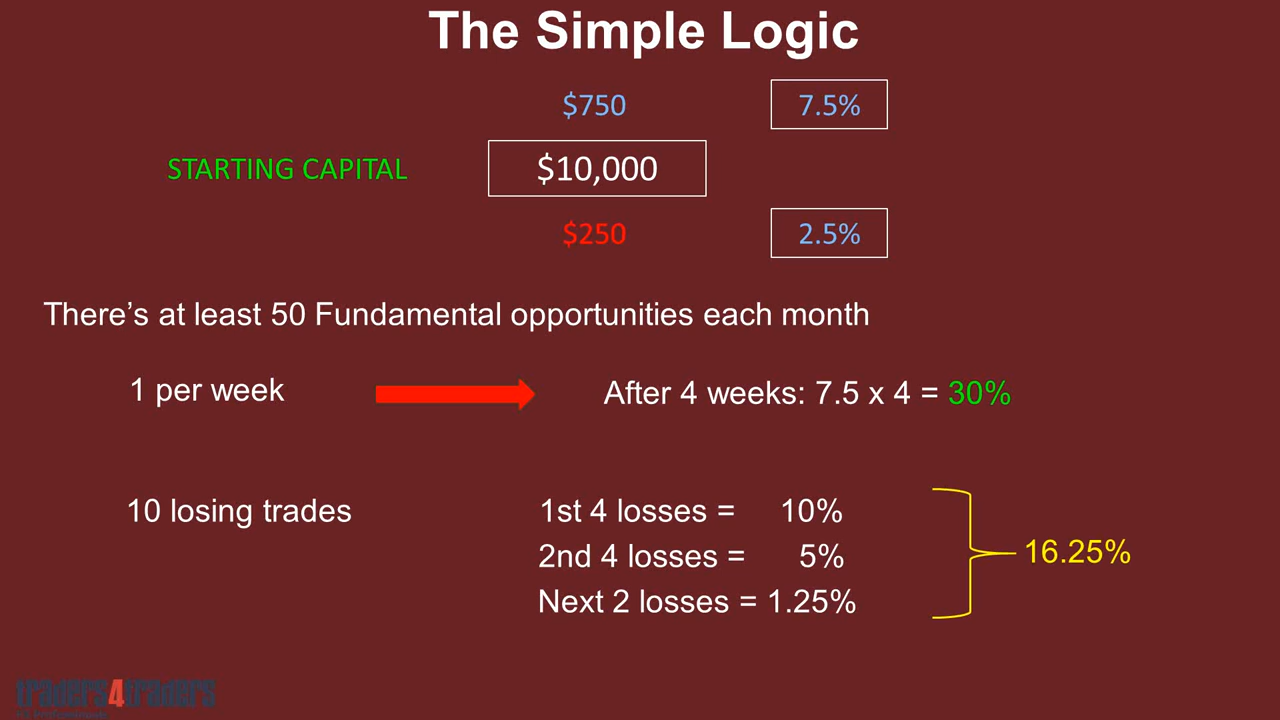 The Simple Logic
$750 7.5%
STARTING CAPITAL $10,000
$250 2.5%
There’s at least 50 Fundamental opportunities each month
1 per week After 4 weeks: 7.5 x 4 = 30%
10 losing trades 1st 4 losses = 10%
2nd 4 losses = 5%
16.25%
Next 2 losses = 1.25%
traders4traders